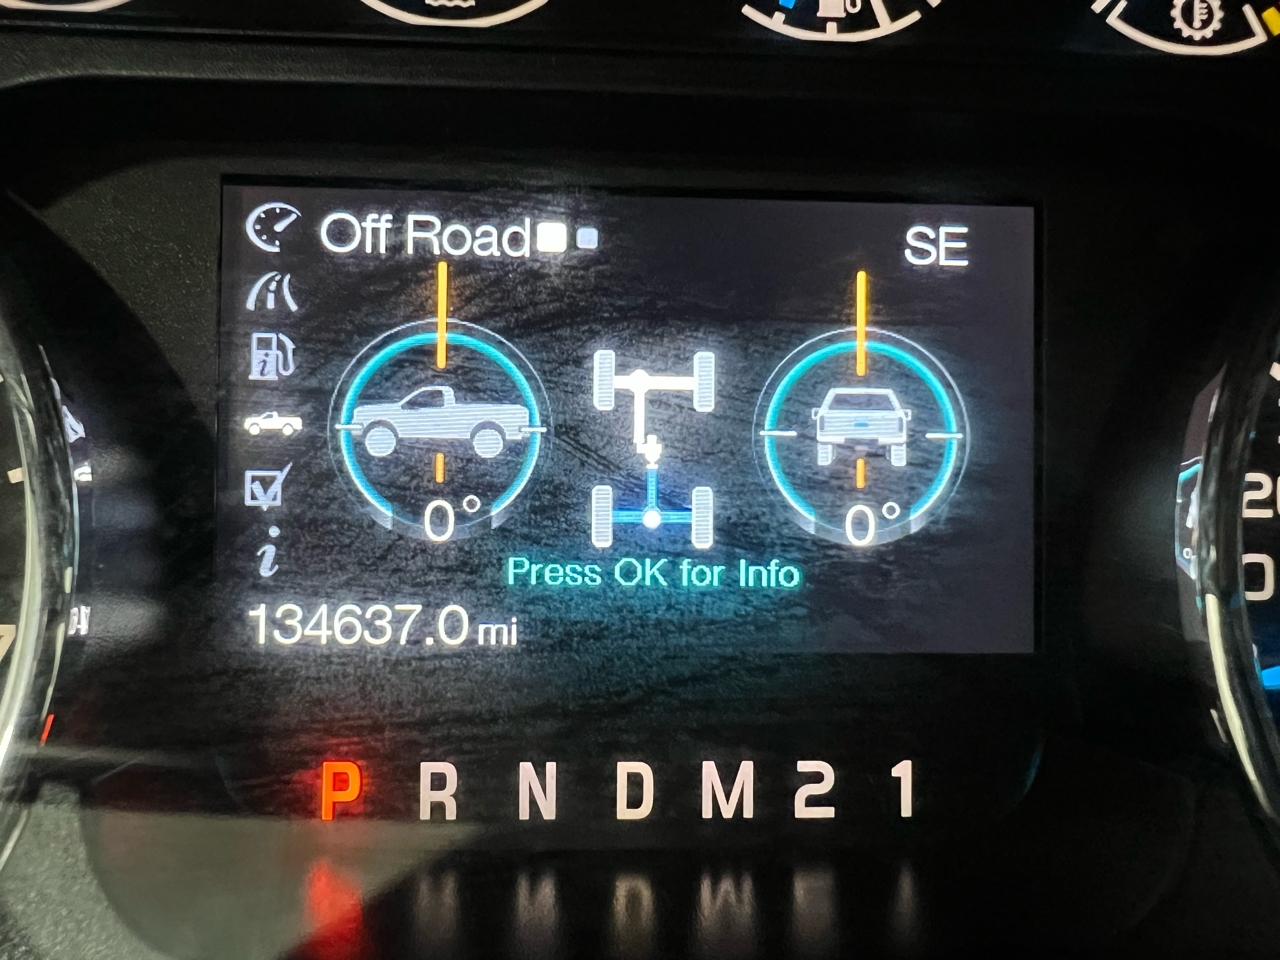 Off Road
SE
0°
0°
Press OK for Info
134637.0 mi
P R N D M 2 1